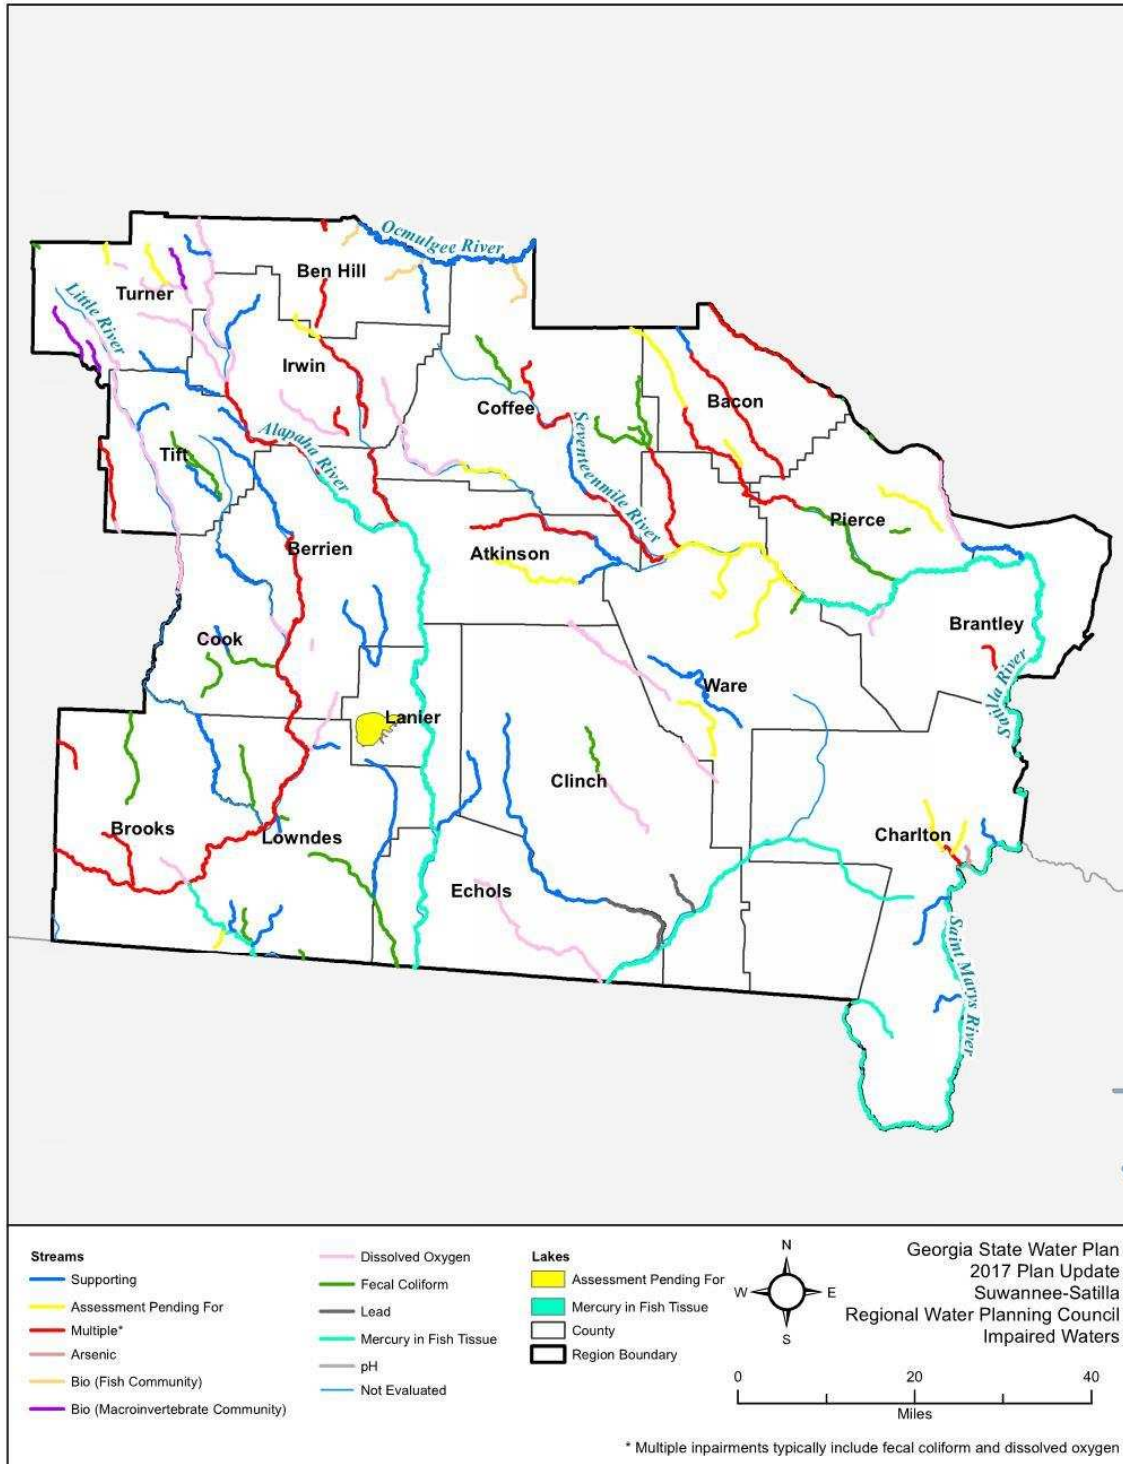 Ocmulgee River
Ben Hill
Turner
Little River
Irwin
Coffee
Bacon
Seventeenmile River
Alapaha River
Tift
Pierce
Berrien
Atkinson
Brantley
Cook
Ware
Satilla River
Lanier
Clinch
Brooks
Lowndes
Charlton
Echols
Saint Marys River
Streams
Supporting
Assessment Pending For
Multiple*
Arsenic
Bio (Fish Community)
Bio (Macroinvertebrate Community)
Dissolved Oxygen
Fecal Coliform
Lead
Mercury in Fish Tissue
pH
Not Evaluated
Lakes
Assessment Pending For
Mercury in Fish Tissue
County
Region Boundary
N
W E
S
Georgia State Water Plan
2017 Plan Update
Suwannee-Satilla
Regional Water Planning Council
Impaired Waters
0 20 40
Miles
* Multiple inpairments typically include fecal coliform and dissolved oxygen